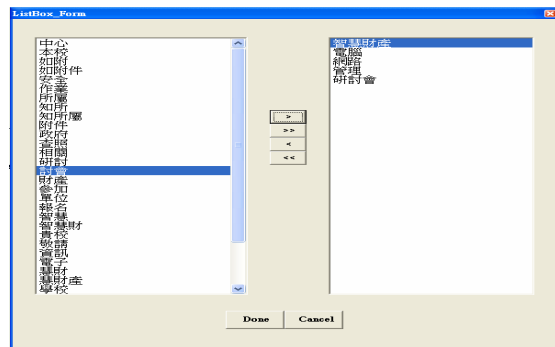 ListBox_Form
中心
本校
如附
如附件
安全
作業
所屬
知所
知所屬
附件
政府
查照
相關
研討
討會
財產
參加
單位
報名
智慧
智慧財
貴校
敬請
資訊
電子
慧財
慧財產
學校
>
>>
<
<<
智慧財產
電腦
網路
管理
研討會
Done
Cancel